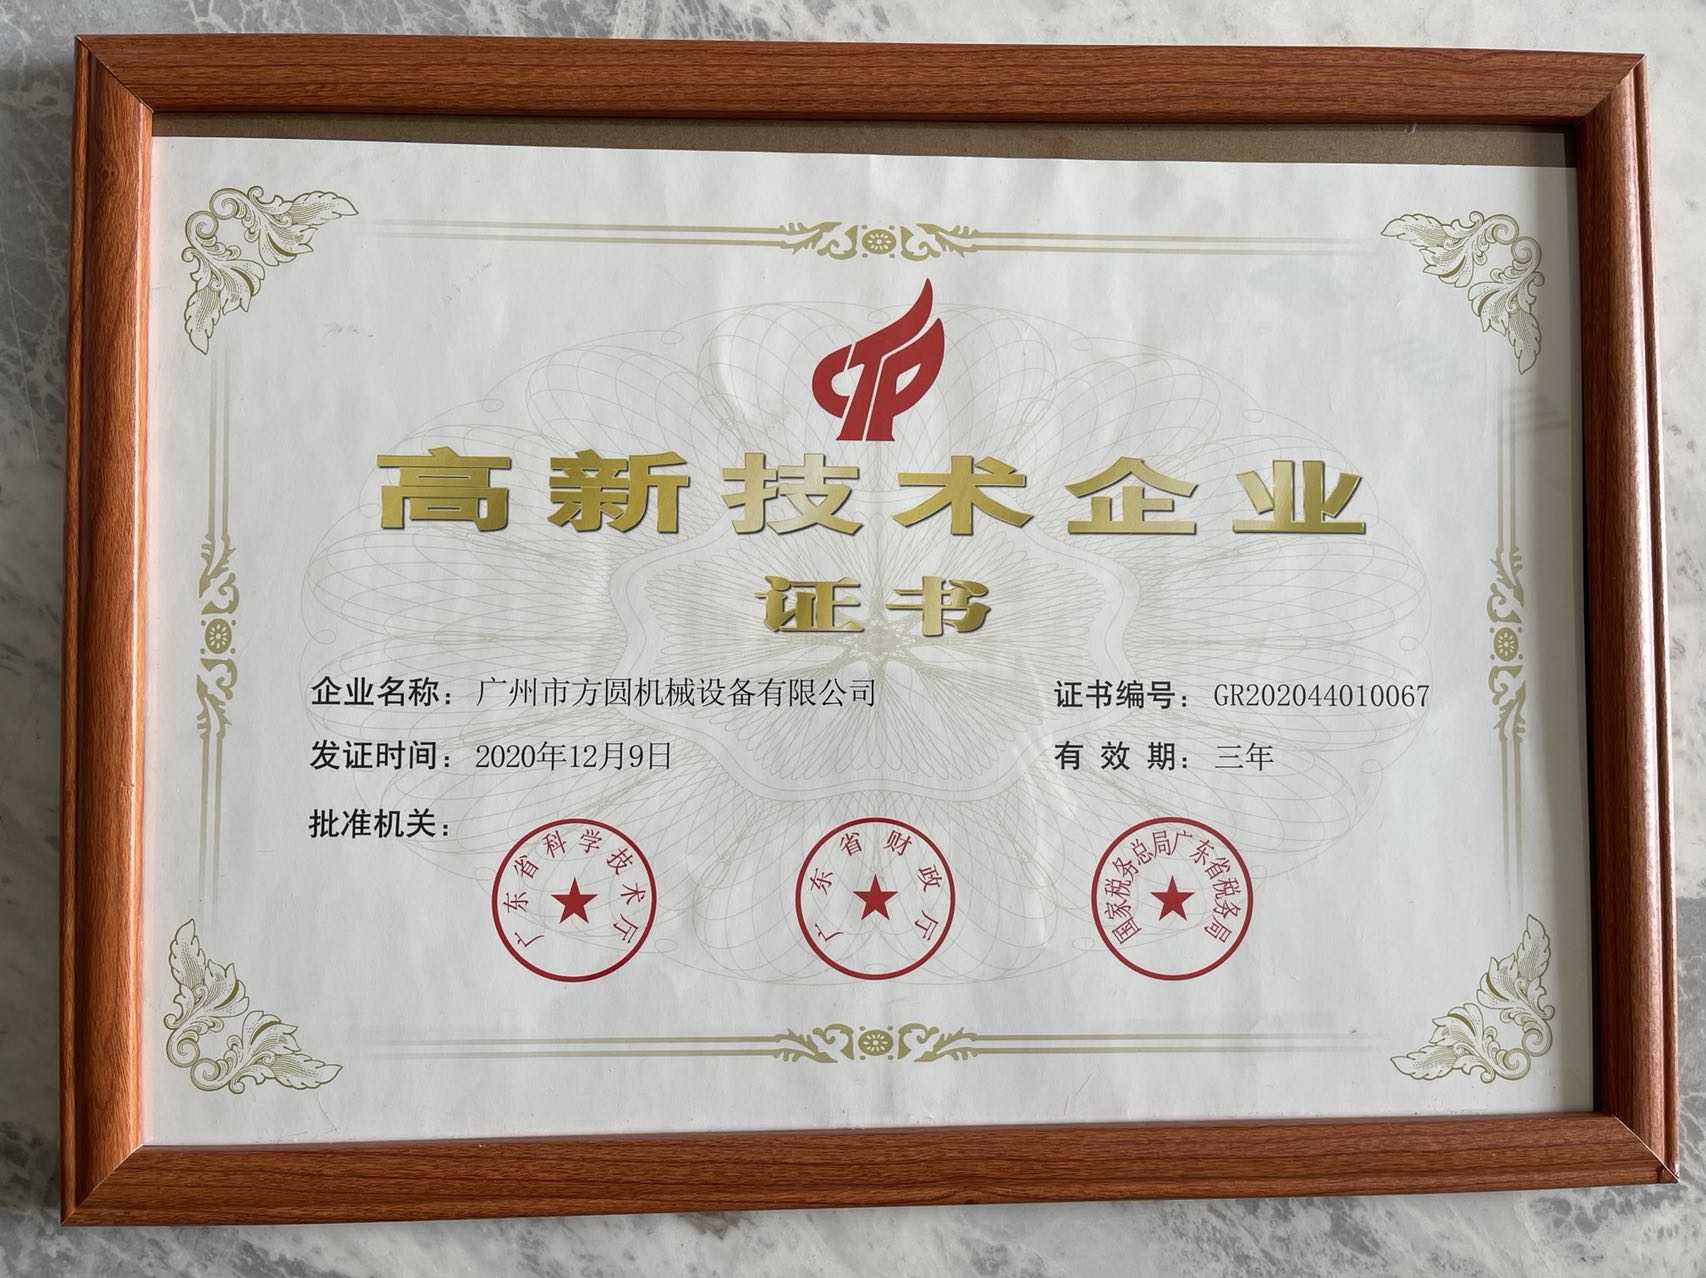 CTP
高新技术企业
证书
企业名称：广州市方圆机械设备有限公司
证书编号：GR202044010067
发证时间：2020年12月9日
有效期：三年
批准机关：
广东省科学技术厅
广东省财政厅
国家税务总局广东省税务局